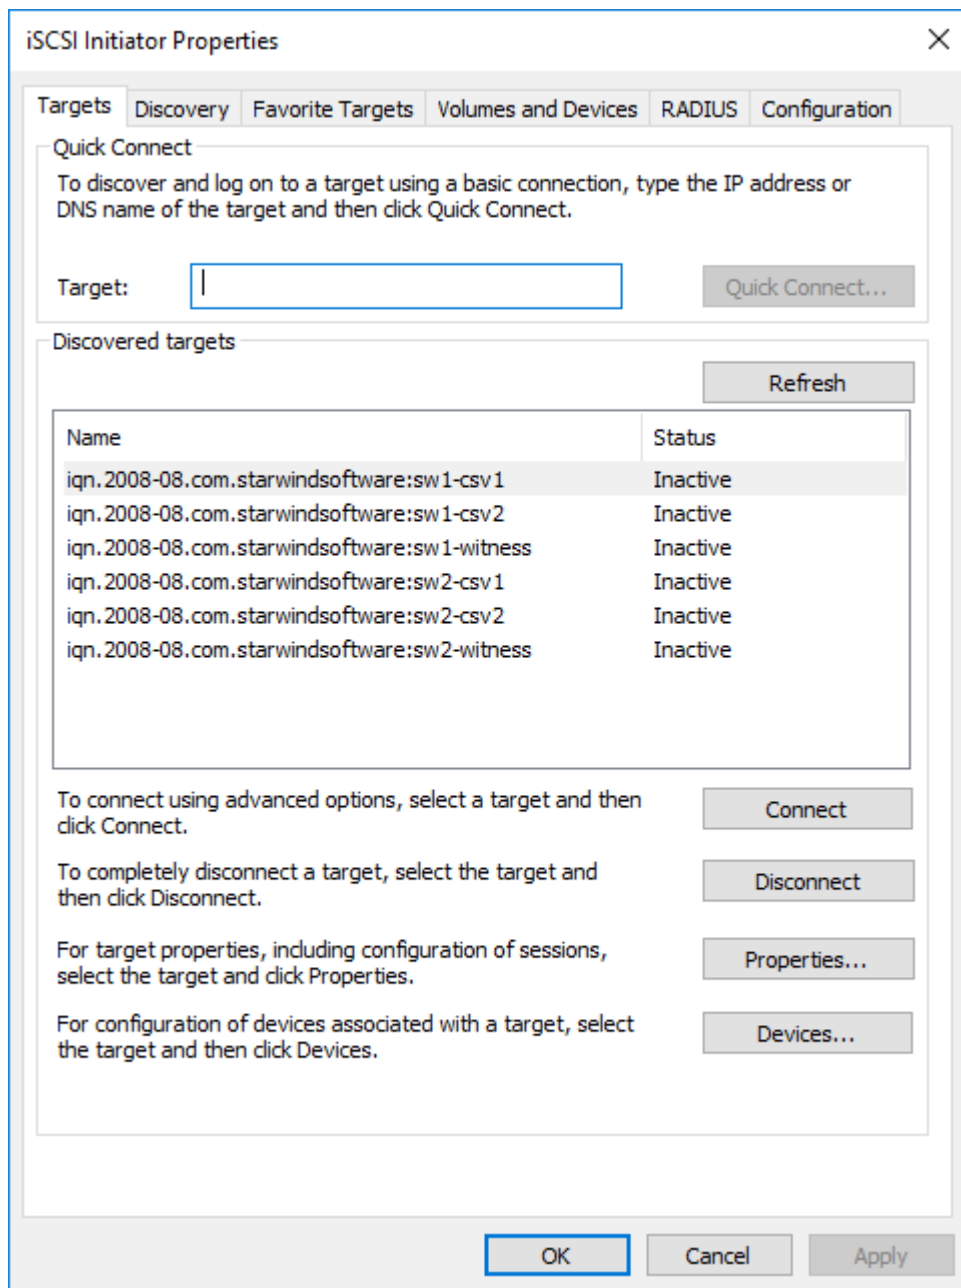 iSCSI Initiator Properties
Targets Discovery Favorite Targets Volumes and Devices RADIUS Configuration
Quick Connect
To discover and log on to a target using a basic connection, type the IP address or
DNS name of the target and then click Quick Connect.
Target:
Quick Connect...
Discovered targets
Refresh
Name Status
iqn.2008-08.com.starwindsoftware:sw1-csv1 Inactive
iqn.2008-08.com.starwindsoftware:sw1-csv2 Inactive
iqn.2008-08.com.starwindsoftware:sw1-witness Inactive
iqn.2008-08.com.starwindsoftware:sw2-csv1 Inactive
iqn.2008-08.com.starwindsoftware:sw2-csv2 Inactive
iqn.2008-08.com.starwindsoftware:sw2-witness Inactive
To connect using advanced options, select a target and then
click Connect.
Connect
To completely disconnect a target, select the target and
then click Disconnect.
Disconnect
For target properties, including configuration of sessions,
select the target and click Properties.
Properties...
For configuration of devices associated with a target, select
the target and then click Devices.
Devices...
OK Cancel Apply